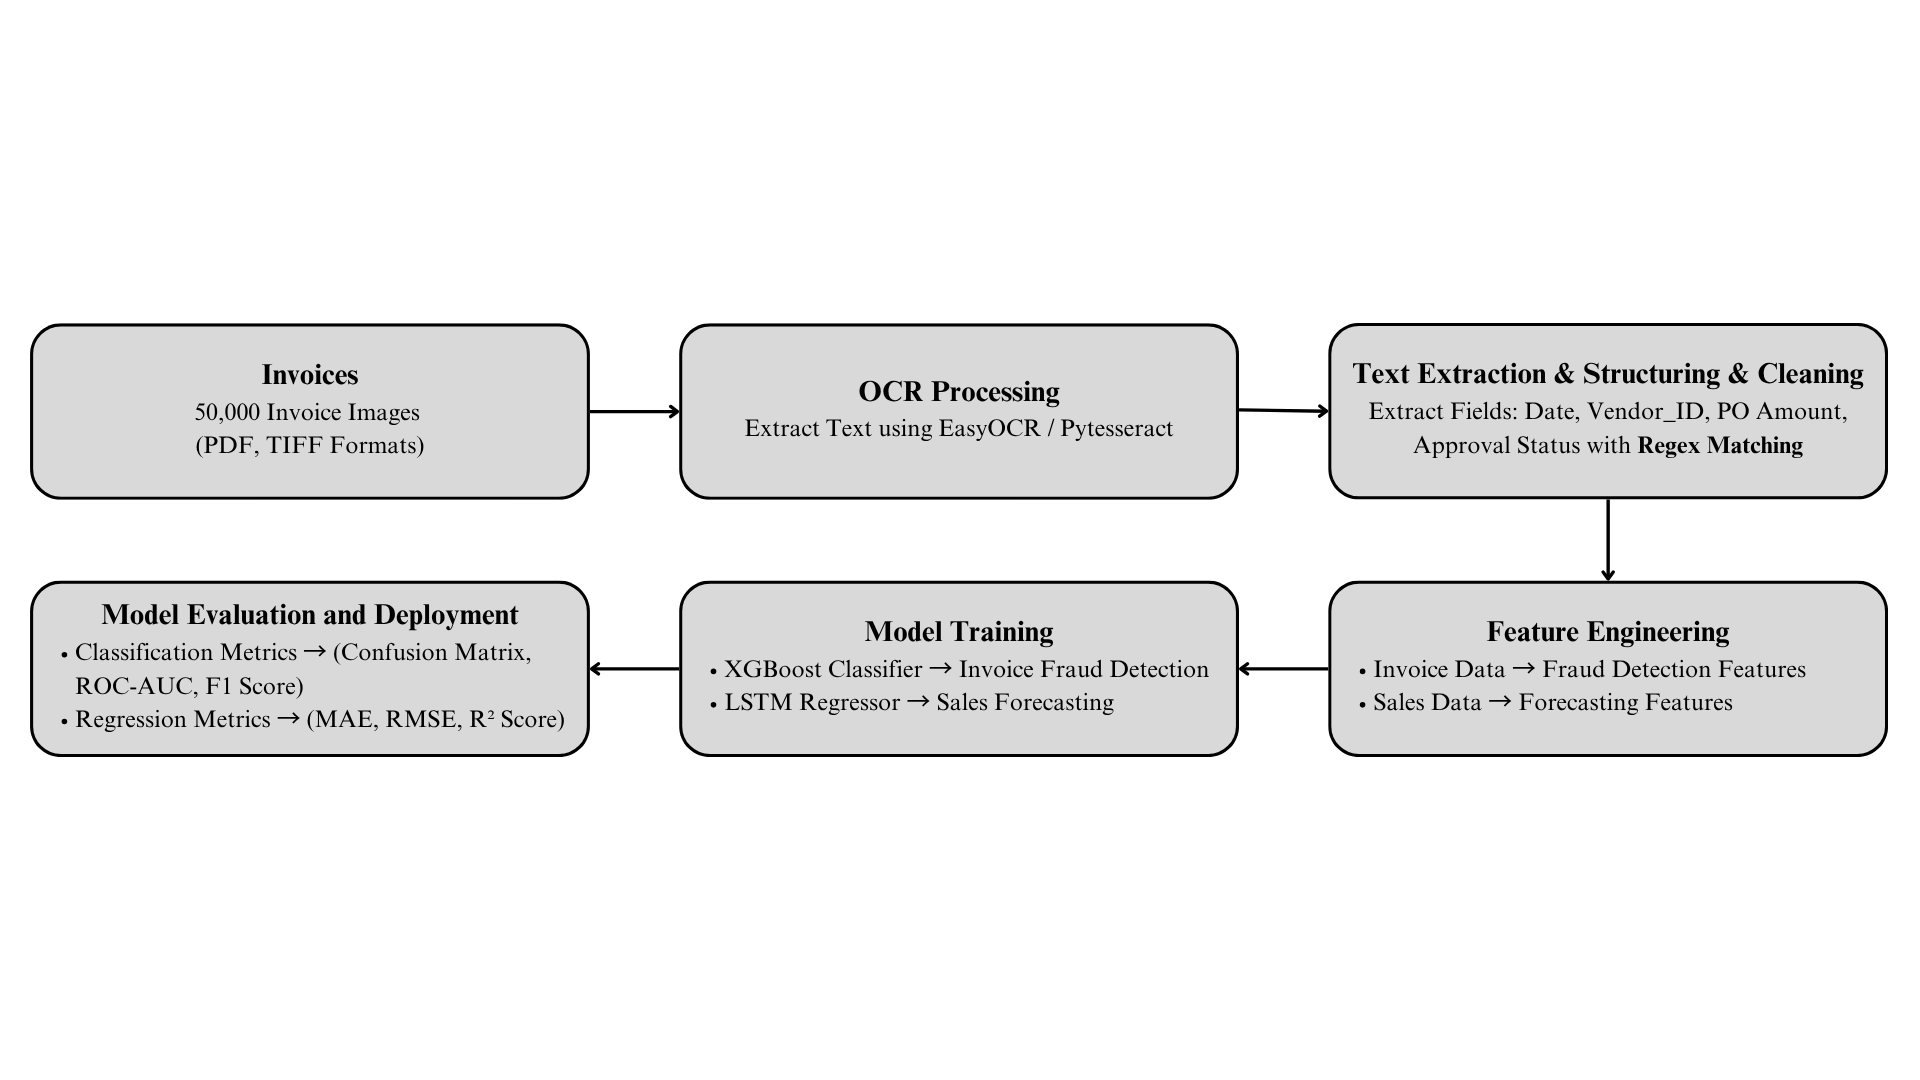 Invoices
50,000 Invoice Images
(PDF, TIFF Formats)
OCR Processing
Extract Text using EasyOCR / Pytesseract
Text Extraction & Structuring & Cleaning
Extract Fields: Date, Vendor_ID, PO Amount,
Approval Status with Regex Matching
Feature Engineering
• Invoice Data → Fraud Detection Features
• Sales Data → Forecasting Features
Model Training
• XGBoost Classifier → Invoice Fraud Detection
• LSTM Regressor → Sales Forecasting
Model Evaluation and Deployment
• Classification Metrics → (Confusion Matrix,
ROC-AUC, F1 Score)
• Regression Metrics → (MAE, RMSE, R² Score)